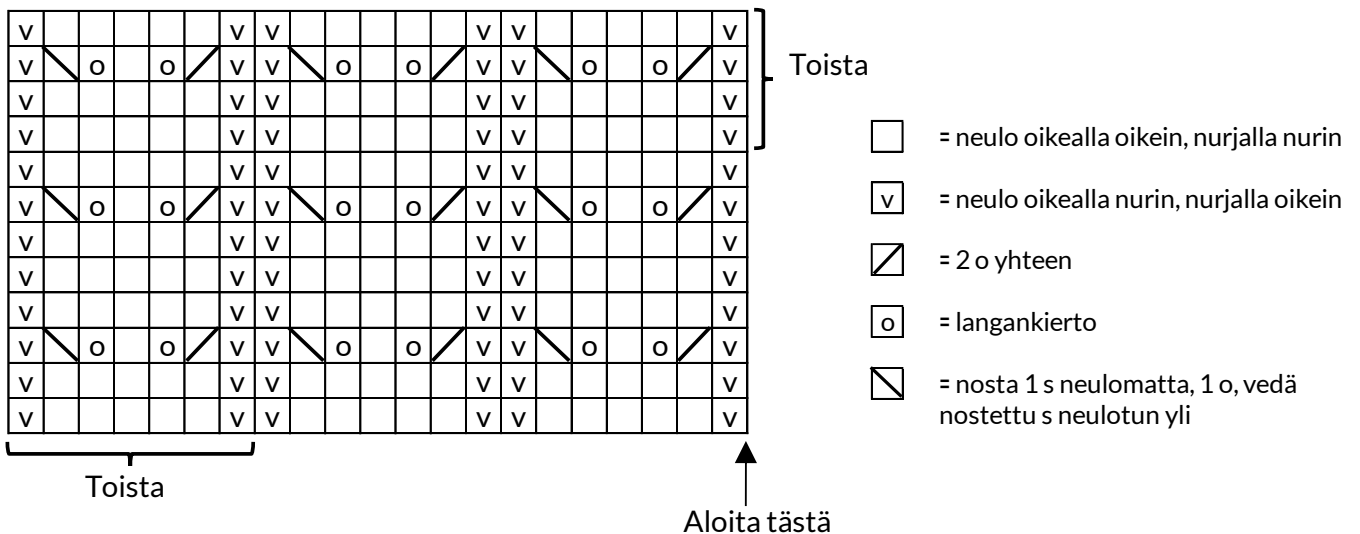 v v v v v v
v o o v v o o v v o o v
v v v v v v
v v v v v v
v v v v v v
v o o v v o o v v o o v
v v v v v v
v v v v v v
v v v v v v
v o o v v o o v v o o v
v v v v v v
v v v v v v
Toista
Toista
Aloita tästä
= neulo oikealla oikein, nurjalla nurin
v = neulo oikealla nurin, nurjalla oikein
= 2 o yhteen
o = langankierto
= nosta 1 s neulomatta, 1 o, vedä
nostettu s neulotun yli